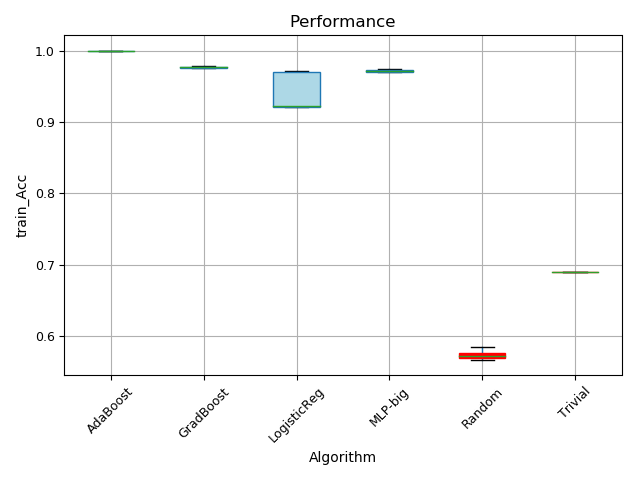 Performance
train_Acc
1.0
0.9
0.8
0.7
0.6
AdaBoost
GradBoost
LogisticReg
MLP-big
Random
Trivial
Algorithm